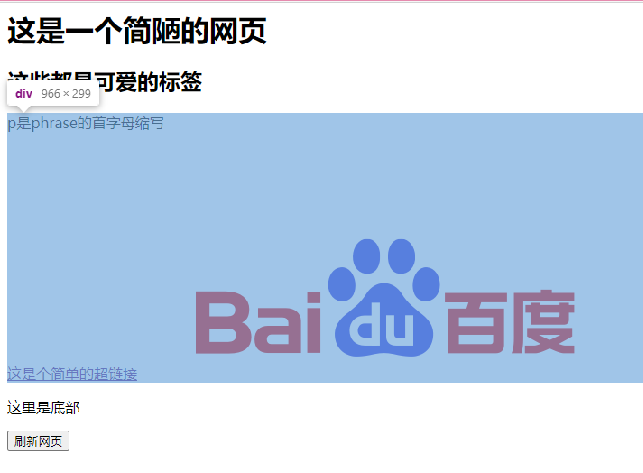 这是一个简陋的网页
这些都是可爱的标签
div 966 × 299
p是phrase的首字母缩写
Bai du 百度
这是个简单的超链接
这里是底部
刷新网页